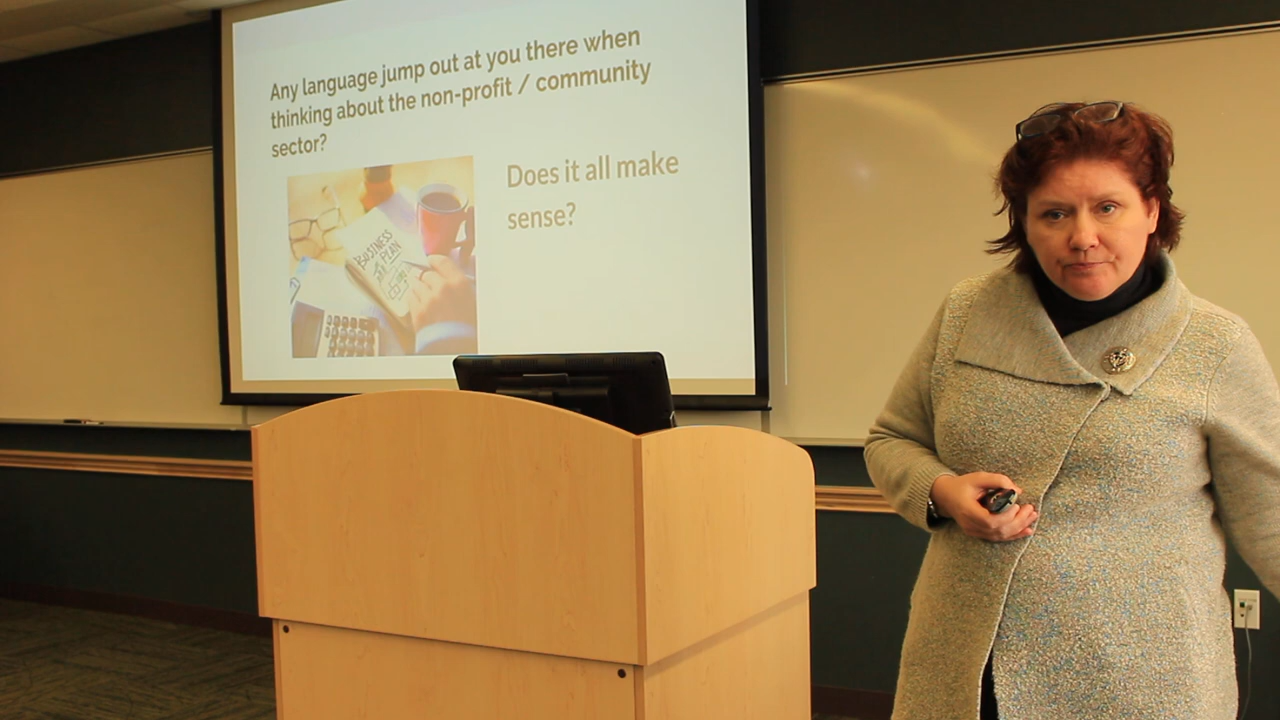 Any language jump out at you there when
thinking about the non-profit / community
sector?
Does it all make
sense?
BUSINESS
PLAN